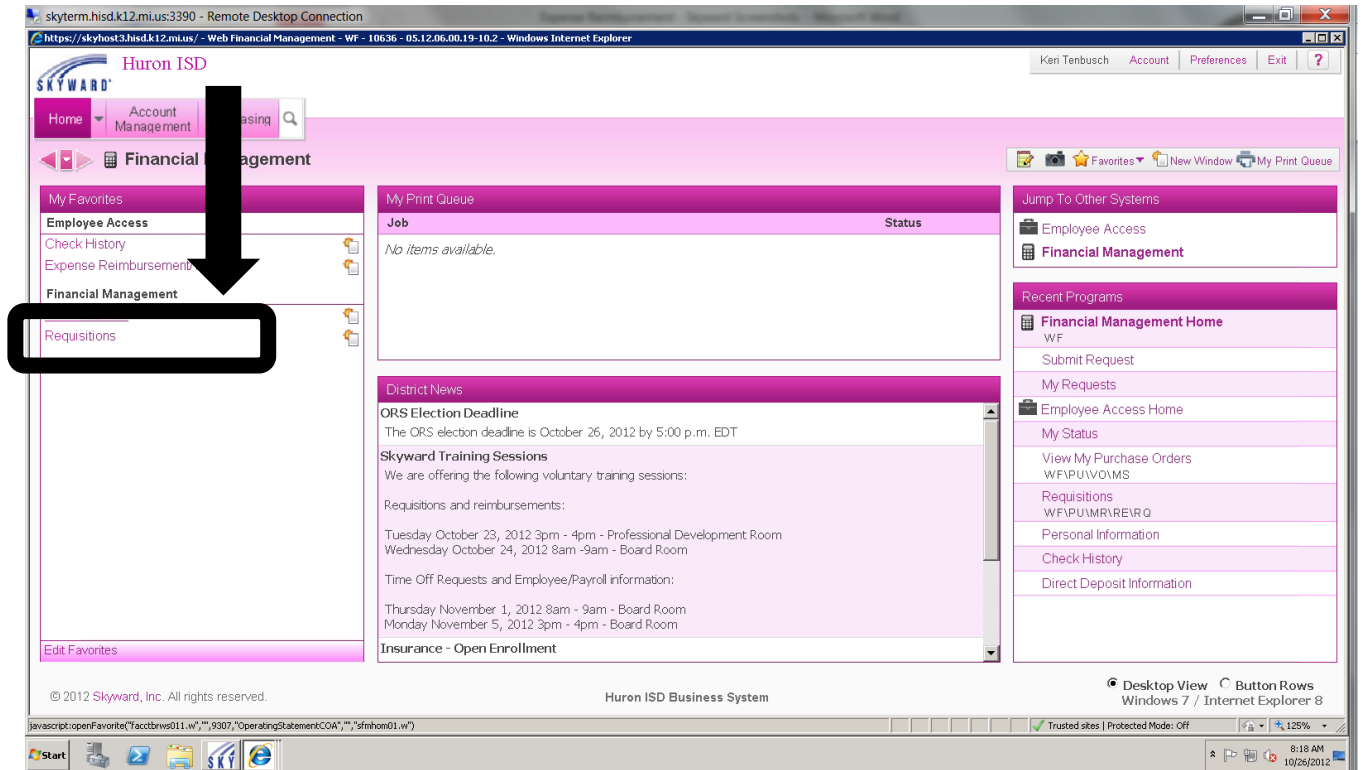 skyterm.hisd.k12.mi.us:3390 - Remote Desktop Connection
https://skyhost3.hisd.k12.mi.us/ - Web Financial Management - WF - 10636 - 05.12.06.00.19-10.2 - Windows Internet Explorer
SKYWARD
Huron ISD
Keri Tenbusch Account Preferences Exit ?
Home Account Management asing
Financial agement
Favorites New Window My Print Queue
My Favorites
Employee Access
Check History
Expense Reimbursement
Financial Management
Requisitions
Edit Favorites
My Print Queue
Job Status
No items available.
District News
ORS Election Deadline
The ORS election deadline is October 26, 2012 by 5:00 p.m. EDT
Skyward Training Sessions
We are offering the following voluntary training sessions:
Requisitions and reimbursements:
Tuesday October 23, 2012 3pm - 4pm - Professional Development Room
Wednesday October 24, 2012 8am -9am - Board Room
Time Off Requests and Employee/Payroll information:
Thursday November 1, 2012 8am - 9am - Board Room
Monday November 5, 2012 3pm - 4pm - Board Room
Insurance - Open Enrollment
Jump To Other Systems
Employee Access
Financial Management
Recent Programs
Financial Management Home
WF
Submit Request
My Requests
Employee Access Home
My Status
View My Purchase Orders
WF\PU\VO\MS
Requisitions
WF\PU\MR\RE\RQ
Personal Information
Check History
Direct Deposit Information
© 2012 Skyward, Inc. All rights reserved.
Huron ISD Business System
Desktop View Button Rows
Windows 7 / Internet Explorer 8
javascript:openFavorite("facctbrws011.w","",9307,"OperatingStatementCOA","","sfmhom01.w")
Trusted sites | Protected Mode: Off
125%
Start
SKY
8:18 AM
10/26/2012